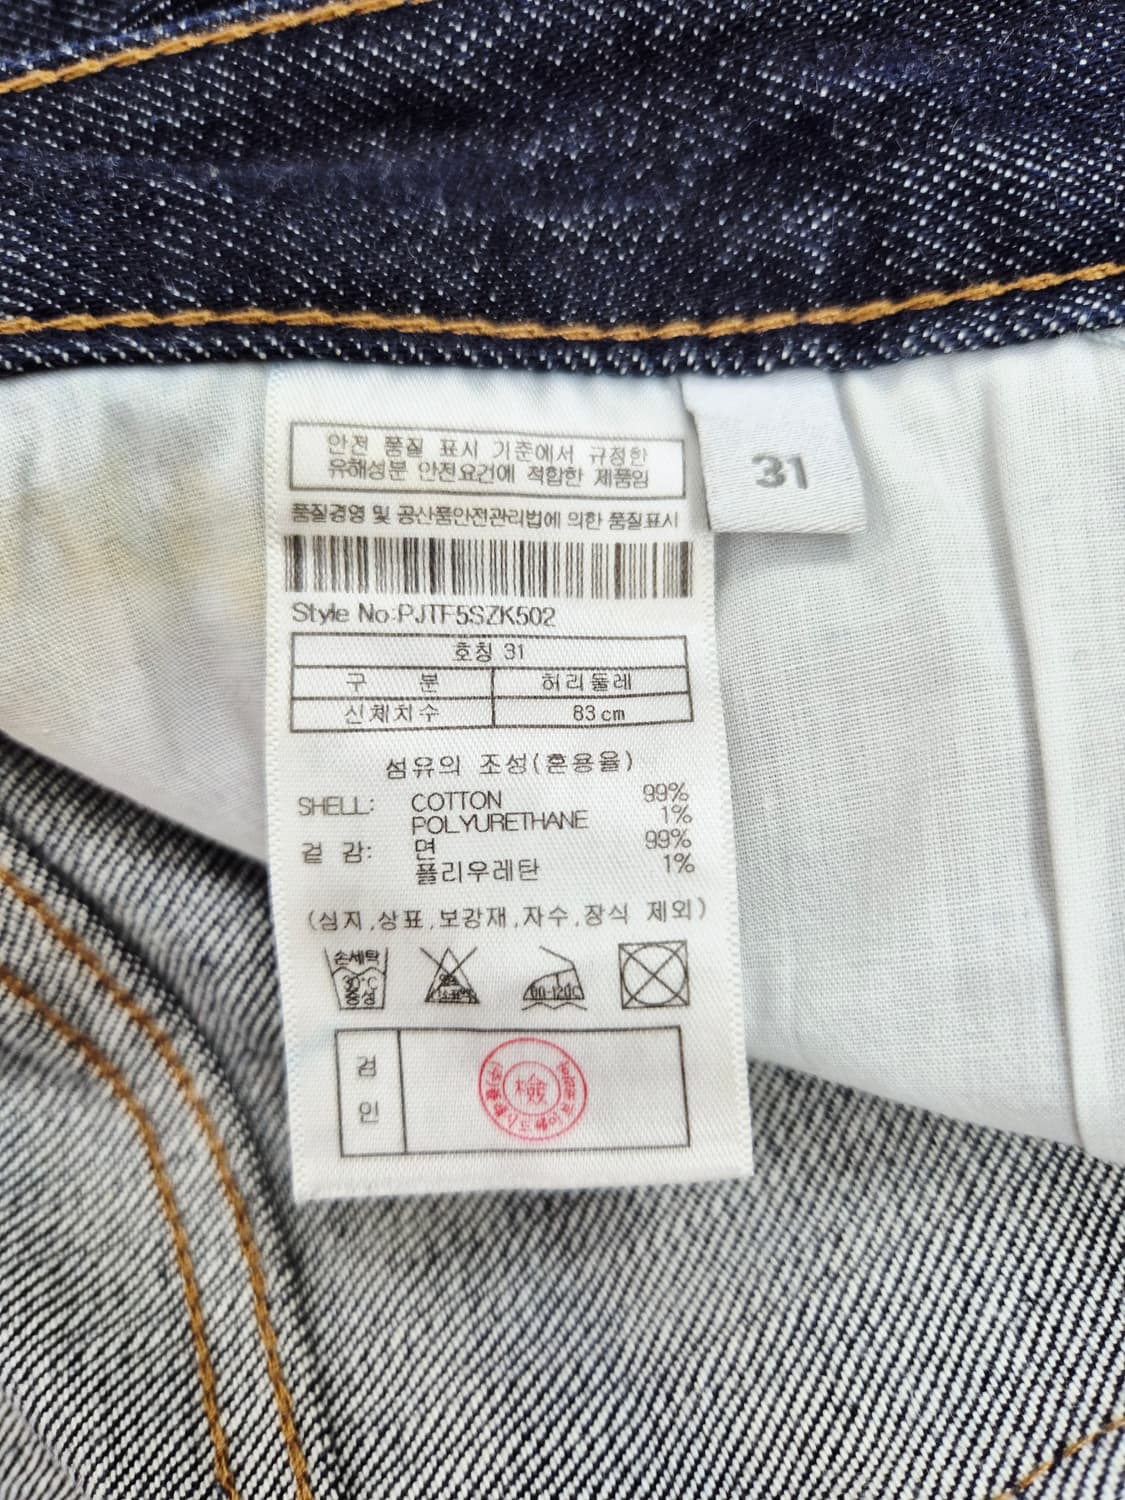 안전 품질 표시 기준에서 규정한
유해성분 안전요건에 적합한 제품임
31
품질경영 및 공산품안전관리법에 의한 품질표시
Style No:PJTF5SZK502
호칭 31
구 분 허리둘레
신체치수 83cm
섬유의 조성(혼용율)
SHELL: COTTON 99%
POLYURETHANE 1%
겉 감: 면 99%
폴리우레탄 1%
(심지,상표,보강재,자수,장식 제외)
손세탁
30°C
중성
80-120C
검
인
檢